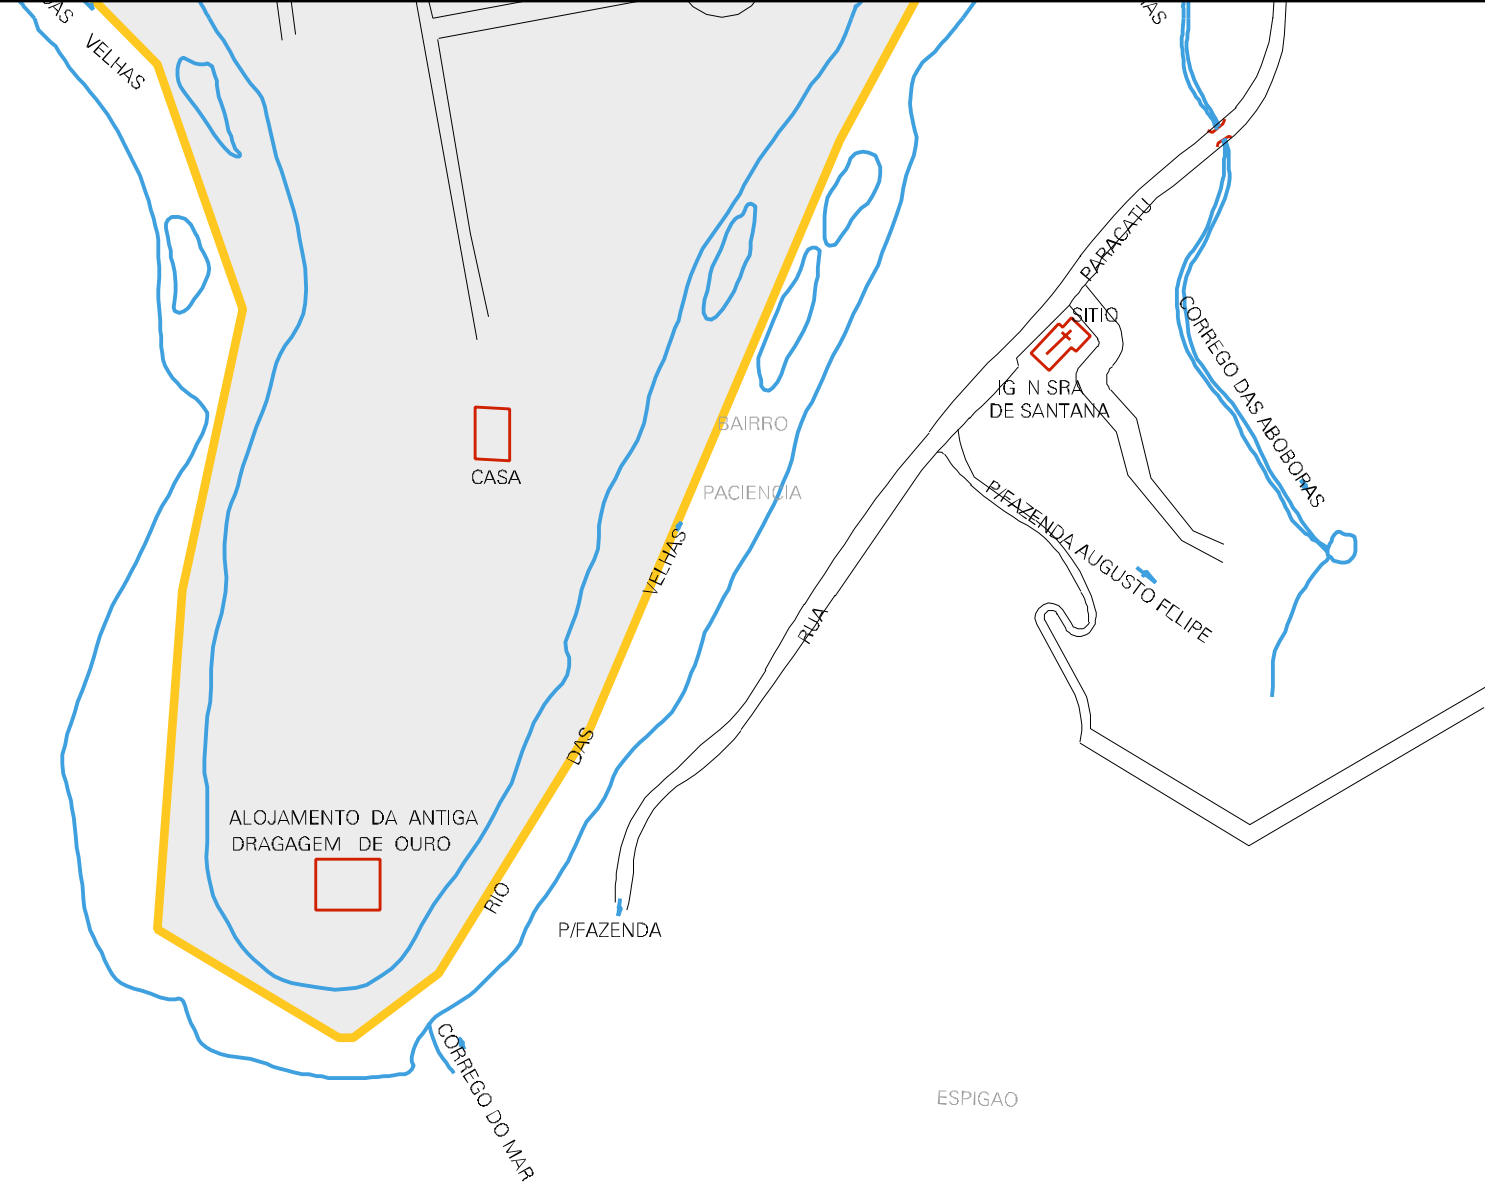 DAS
VELHAS
PARACATU
SITIO
CORREGO DAS ABOBORAS
IG N SRA
DE SANTANA
BAIRRO
CASA
PACIENCIA
P/FAZENDA AUGUSTO FELIPE
VELHAS
RUA
DAS
ALOJAMENTO DA ANTIGA
DRAGAGEM DE OURO
RIO
P/FAZENDA
CORREGO DO MAR
ESPIGAO